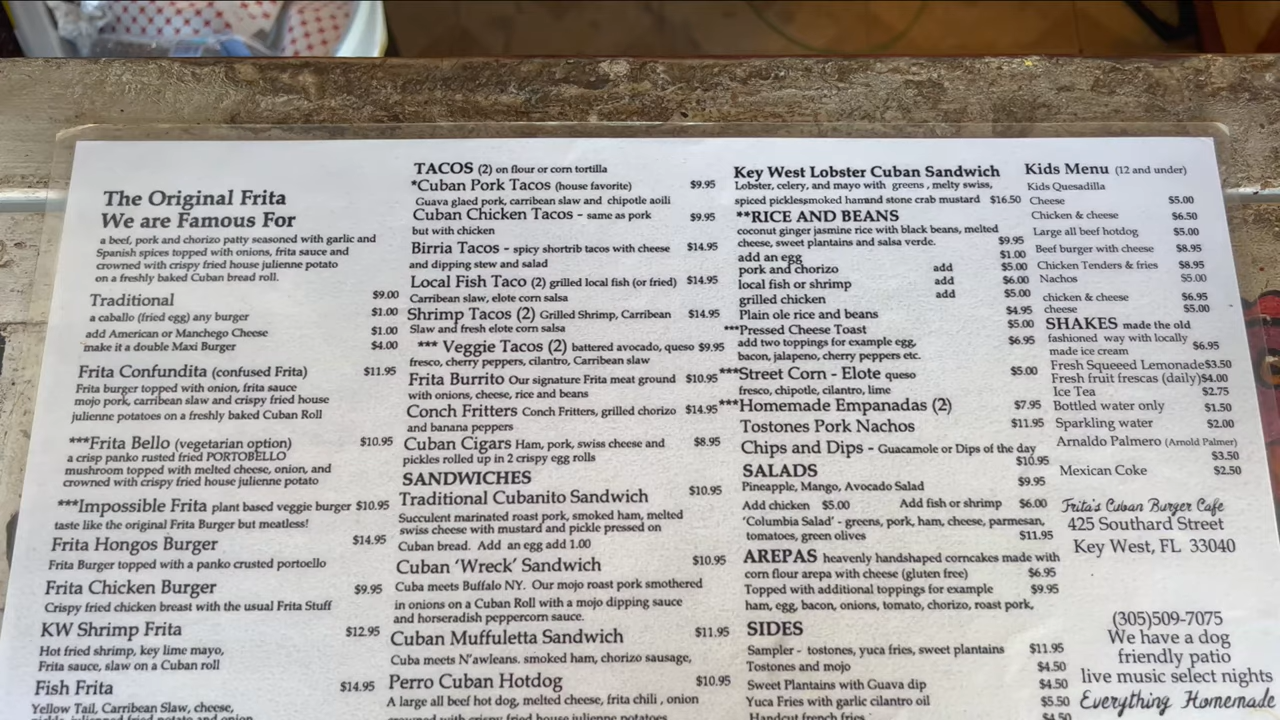 The Original Frita
We are Famous For
a beef, pork and chorizo patty seasoned with garlic and
Spanish spices topped with onions, frita sauce and
crowned with crispy fried house julienne potato
on a freshly baked Cuban bread roll.
Traditional $9.00
a caballo (fried egg) any burger $1.00
add American or Manchego Cheese $1.00
make it a double Maxi Burger $4.00
Frita Confundita (confused Frita) $11.95
Frita burger topped with onion, frita sauce
mojo pork, carribean slaw and crispy fried house
julienne potatoes on a freshly baked Cuban Roll
***Frita Bello (vegetarian option) $10.95
a crisp panko rusted fried PORTOBELLO
mushroom topped with melted cheese, onion, and
crowned with crispy fried house julienne potato
***Impossible Frita plant based veggie burger $10.95
taste like the original Frita Burger but meatless!
Frita Hongos Burger $14.95
Frita Burger topped with a panko crusted portoello
Frita Chicken Burger $9.95
Crispy fried chicken breast with the usual Frita Stuff
KW Shrimp Frita $12.95
Hot fried shrimp, key lime mayo,
Frita sauce, slaw on a Cuban roll
Fish Frita $14.95
Yellow Tail, Carribean Slaw, cheese,
TACOS (2) on flour or corn tortilla
*Cuban Pork Tacos (house favorite) $9.95
Guava glaed pork, carribean slaw and chipotle aoili
Cuban Chicken Tacos - same as pork $9.95
but with chicken
Birria Tacos - spicy shortrib tacos with cheese $14.95
and dipping stew and salad
Local Fish Taco (2) grilled local fish (or fried) $14.95
Carribean slaw, elote corn salsa
Shrimp Tacos (2) Grilled Shrimp, Carribean $14.95
Slaw and fresh elote corn salsa
*** Veggie Tacos (2) battered avocado, queso $9.95
fresco, cherry peppers, cilantro, Carribean slaw
Frita Burrito Our signature Frita meat ground $10.95
with onions, cheese, rice and beans
Conch Fritters Conch Fritters, grilled chorizo $14.95
and banana peppers
Cuban Cigars Ham, pork, swiss cheese and $8.95
pickles rolled up in 2 crispy egg rolls
SANDWICHES
Traditional Cubanito Sandwich $10.95
Succulent marinated roast pork, smoked ham, melted
swiss cheese with mustard and pickle pressed on
Cuban bread. Add an egg add 1.00
Cuban 'Wreck' Sandwich $10.95
Cuba meets Buffalo NY. Our mojo roast pork smothered
in onions on a Cuban Roll with a mojo dipping sauce
and horseradish peppercorn sauce.
Cuban Muffuletta Sandwich $11.95
Cuba meets N'awleans. smoked ham, chorizo sausage,
Perro Cuban Hotdog $10.95
A large all beef hot dog, melted cheese, frita chili , onion
crowned with crispy fried house julienne potatoes
Key West Lobster Cuban Sandwich
Lobster, celery, and mayo with greens , melty swiss,
spiced picklessmoked hamand stone crab mustard $16.50
**RICE AND BEANS
coconut ginger jasmine rice with black beans, melted
cheese, sweet plantains and salsa verde. $9.95
add an egg $1.00
pork and chorizo add $5.00
local fish or shrimp add $6.00
grilled chicken add $5.00
Plain ole rice and beans $4.95
***Pressed Cheese Toast $5.00
add two toppings for example egg, $6.95
bacon, jalapeno, cherry peppers etc.
***Street Corn - Elote queso $5.00
fresco, chipotle, cilantro, lime
***Homemade Empanadas (2) $7.95
Tostones Pork Nachos $11.95
Chips and Dips - Guacamole or Dips of the day
$10.95
SALADS
Pineapple, Mango, Avocado Salad $9.95
Add chicken $5.00 Add fish or shrimp $6.00
'Columbia Salad' - greens, pork, ham, cheese, parmesan,
tomatoes, green olives $11.95
AREPAS heavenly handshaped corncakes made with
corn flour arepa with cheese (gluten free) $6.95
Topped with additional toppings for example $9.95
ham, egg, bacon, onions, tomato, chorizo, roast pork,
SIDES
Sampler - tostones, yuca fries, sweet plantains $11.95
Tostones and mojo $4.50
Sweet Plantains with Guava dip $4.50
Yuca Fries with garlic cilantro oil $5.50
Handcut french fries $4.50
Kids Menu (12 and under)
Kids Quesadilla
Cheese $5.00
Chicken & cheese $6.50
Large all beef hotdog $5.00
Beef burger with cheese $8.95
Chicken Tenders & fries $8.95
Nachos $5.00
chicken & cheese $6.95
cheese $5.00
SHAKES made the old
fashioned way with locally
made ice cream $6.95
Fresh Squeeed Lemonade$3.50
Fresh fruit frescas (daily)$4.00
Ice Tea $2.75
Bottled water only $1.50
Sparkling water $2.00
Arnaldo Palmero (Arnold Palmer)
$3.50
Mexican Coke $2.50
Frita's Cuban Burger Cafe
425 Southard Street
Key West, FL 33040
(305)509-7075
We have a dog
friendly patio
live music select nights
Everything Homemade